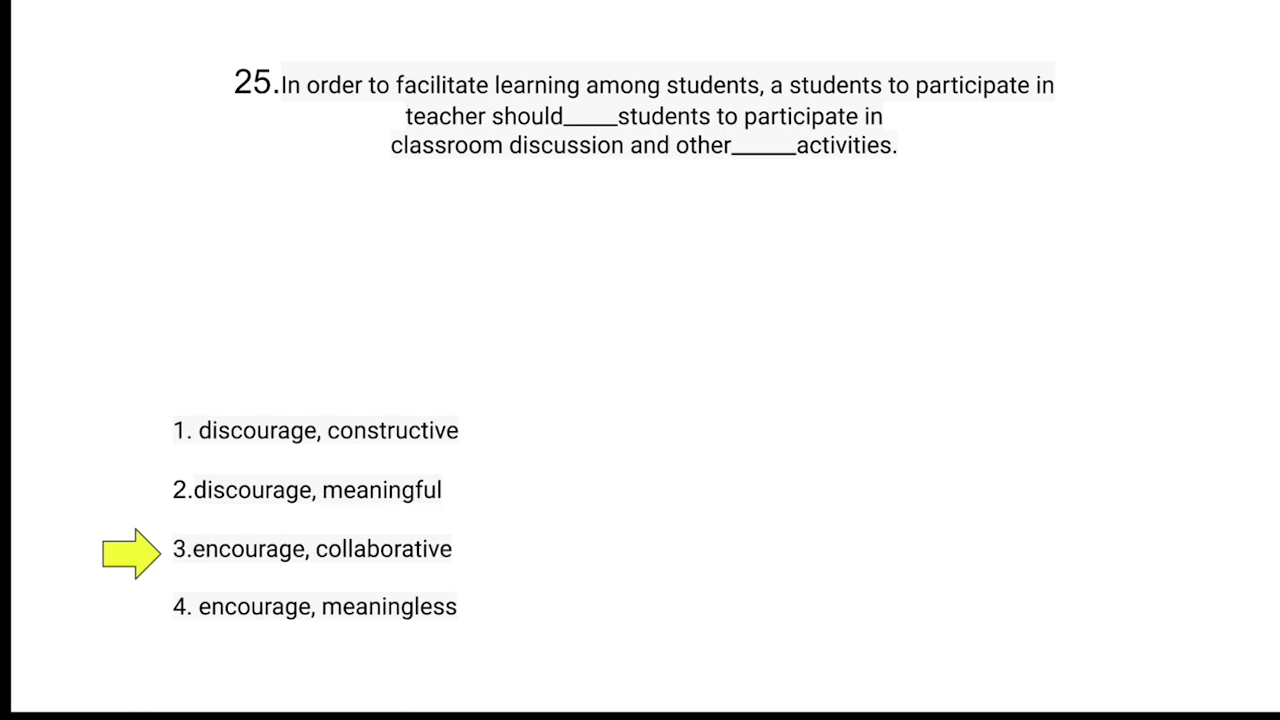 25.In order to facilitate learning among students, a students to participate in
teacher should_____students to participate in
classroom discussion and other______activities.
1. discourage, constructive
2.discourage, meaningful
3.encourage, collaborative
4. encourage, meaningless